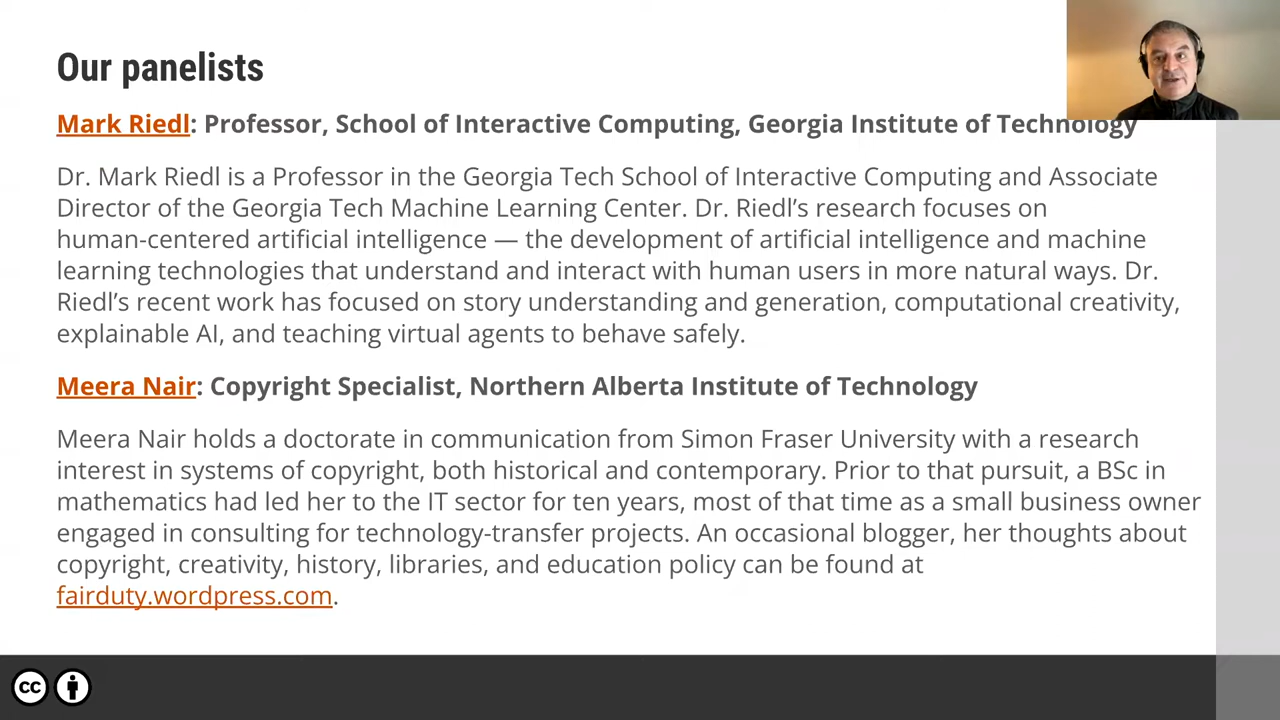 Our panelists
Mark Riedl: Professor, School of Interactive Computing, Georgia Institute of Technology
Dr. Mark Riedl is a Professor in the Georgia Tech School of Interactive Computing and Associate
Director of the Georgia Tech Machine Learning Center. Dr. Riedl’s research focuses on
human-centered artificial intelligence — the development of artificial intelligence and machine
learning technologies that understand and interact with human users in more natural ways. Dr.
Riedl’s recent work has focused on story understanding and generation, computational creativity,
explainable AI, and teaching virtual agents to behave safely.
Meera Nair: Copyright Specialist, Northern Alberta Institute of Technology
Meera Nair holds a doctorate in communication from Simon Fraser University with a research
interest in systems of copyright, both historical and contemporary. Prior to that pursuit, a BSc in
mathematics had led her to the IT sector for ten years, most of that time as a small business owner
engaged in consulting for technology-transfer projects. An occasional blogger, her thoughts about
copyright, creativity, history, libraries, and education policy can be found at
fairduty.wordpress.com.
cc